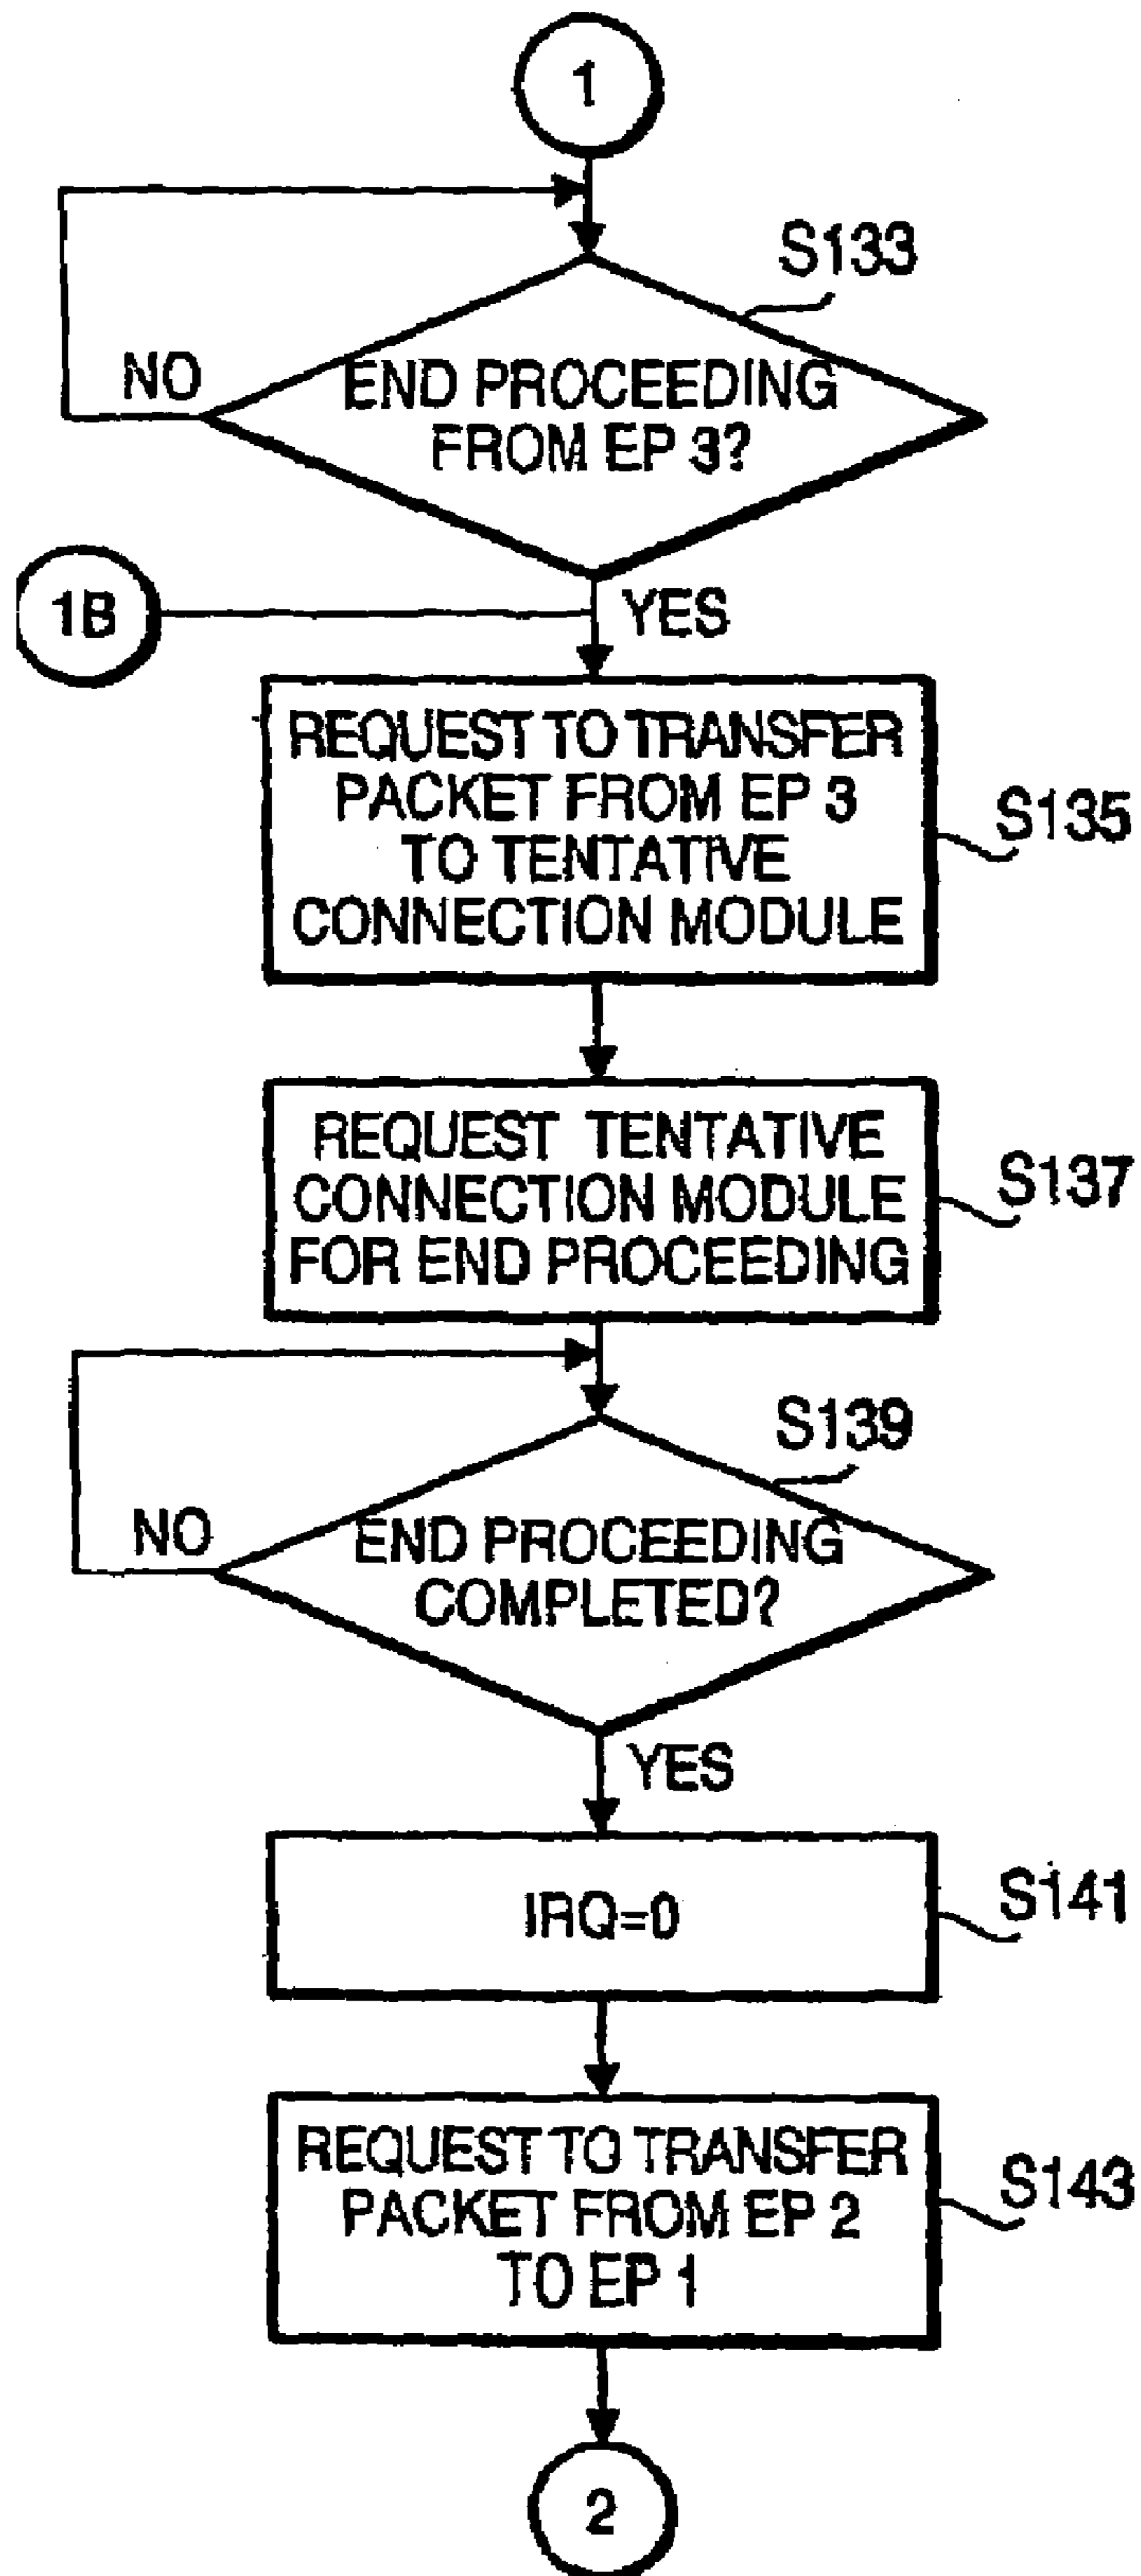 1
S133
NO
END PROCEEDING
FROM EP 3?
1B
YES
REQUEST TO TRANSFER
PACKET FROM EP 3
TO TENTATIVE
CONNECTION MODULE
S135
REQUEST TENTATIVE
CONNECTION MODULE
FOR END PROCEEDING
S137
S139
NO
END PROCEEDING
COMPLETED?
YES
IRQ=0
S141
REQUEST TO TRANSFER
PACKET FROM EP 2
TO EP 1
S143
2